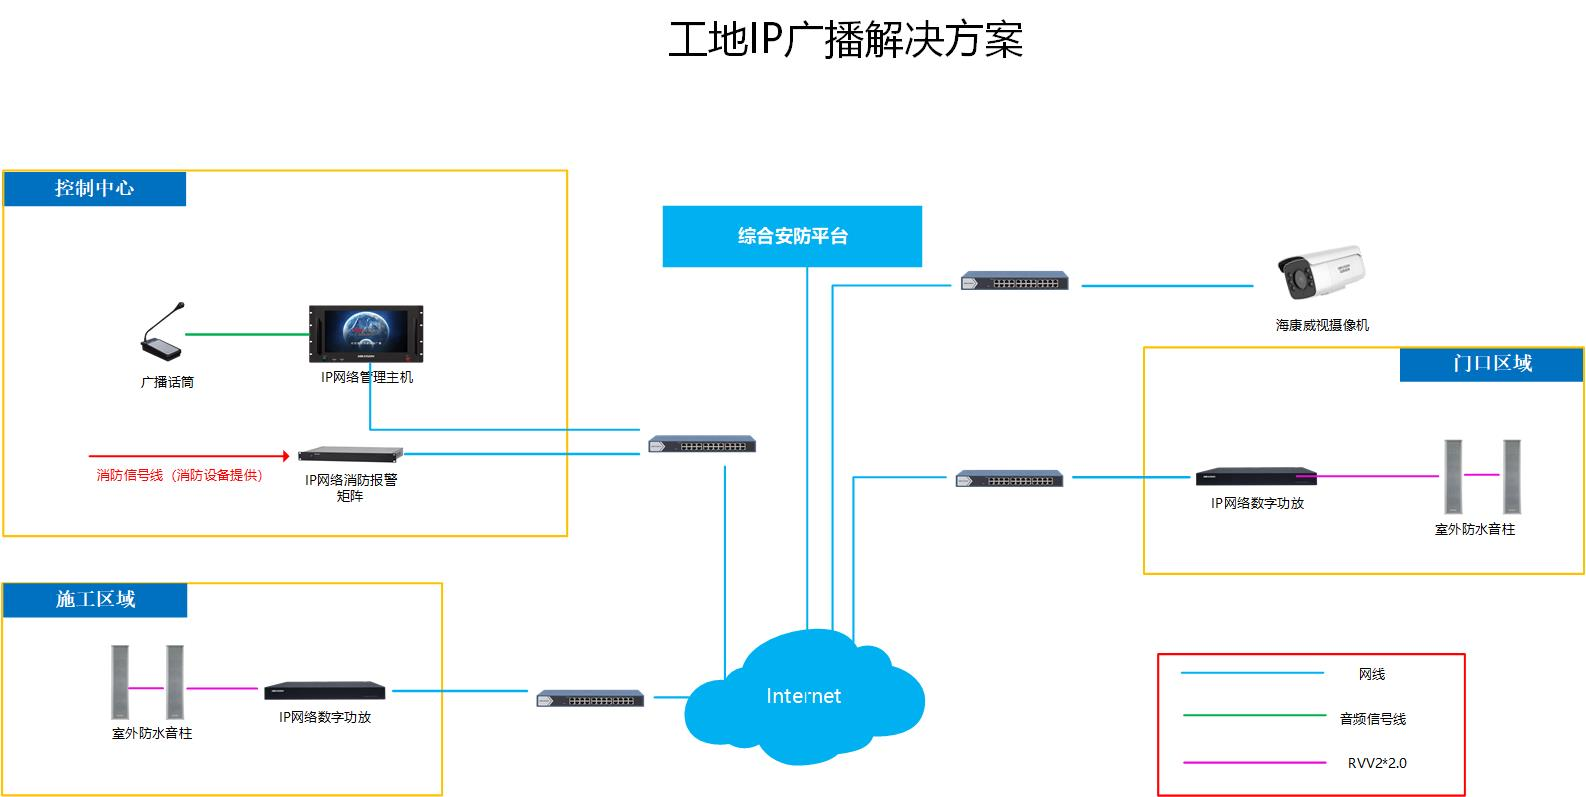 工地IP广播解决方案
控制中心
广播话筒
IP网络管理主机
消防信号线（消防设备提供）
IP网络消防报警
矩阵
综合安防平台
海康威视摄像机
门口区域
IP网络数字功放
室外防水音柱
施工区域
室外防水音柱
IP网络数字功放
Internet
网线
音频信号线
RVV2*2.0